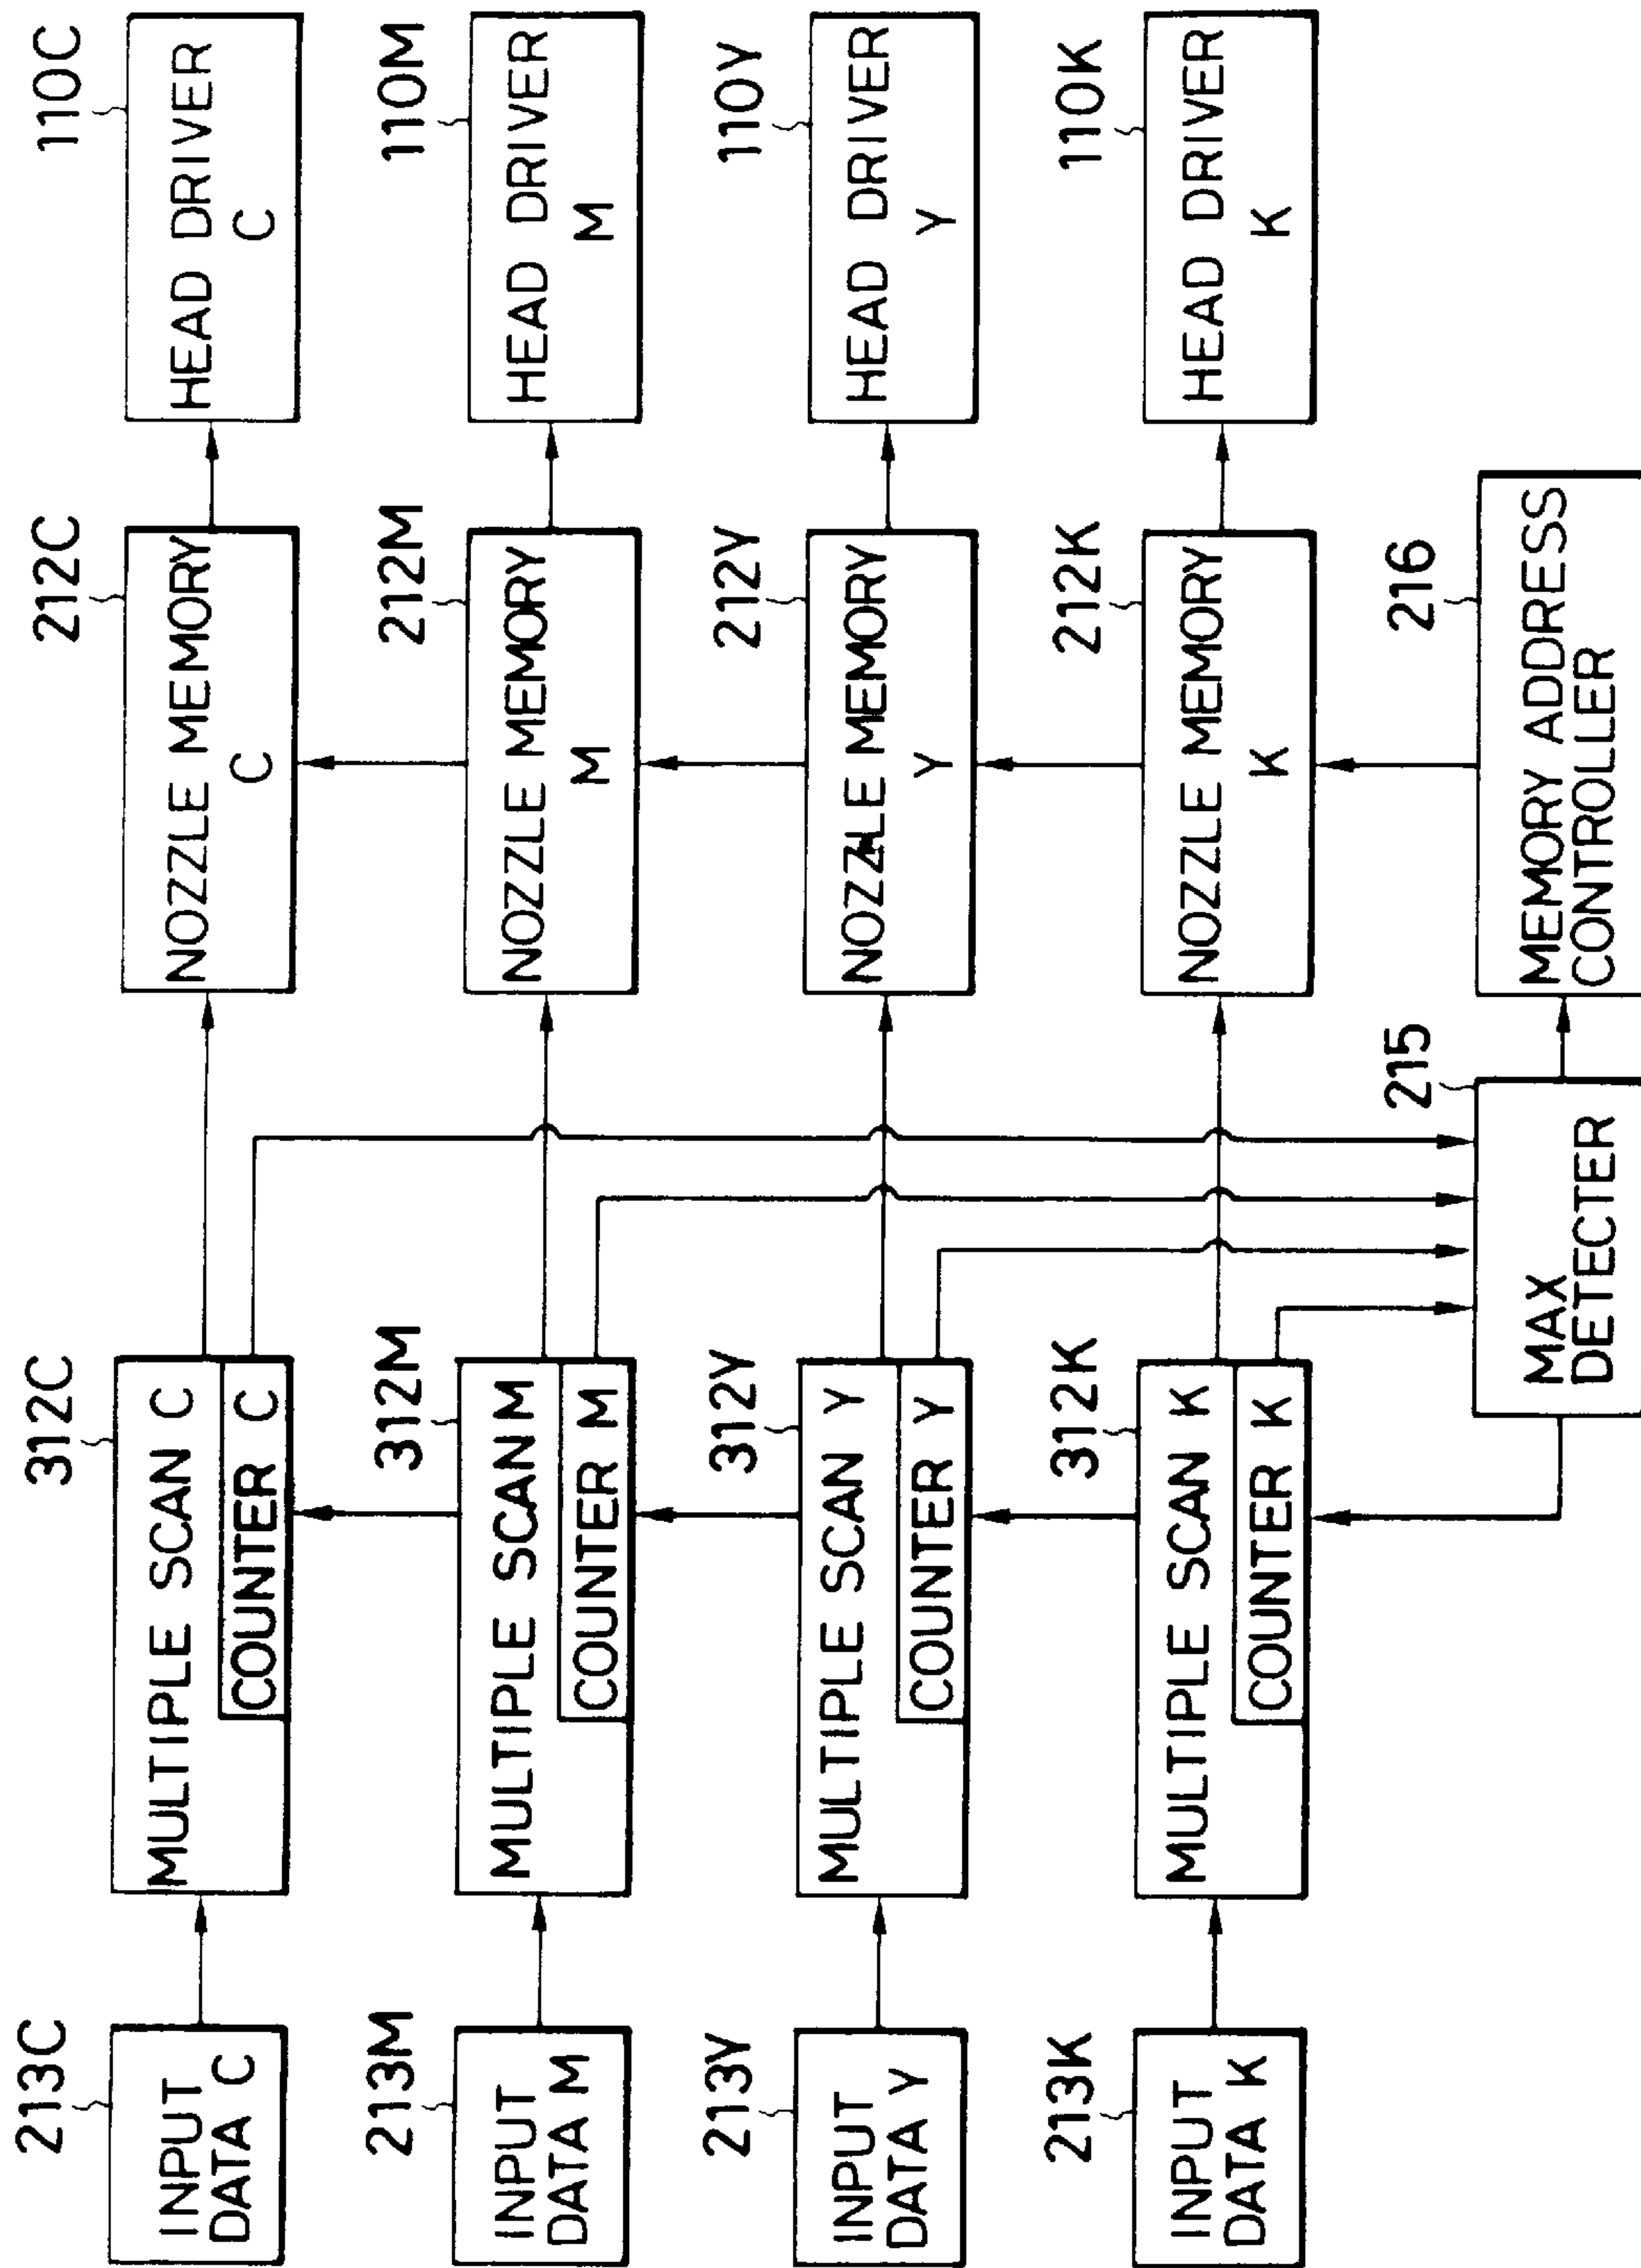 213C
INPUT
DATA C
312C
MULTIPLE SCAN C
COUNTER C
212C
NOZZLE MEMORY
C
110C
HEAD DRIVER
C
213M
INPUT
DATA M
312M
MULTIPLE SCAN M
COUNTER M
212M
NOZZLE MEMORY
M
110M
HEAD DRIVER
M
213Y
INPUT
DATA Y
312Y
MULTIPLE SCAN Y
COUNTER Y
212Y
NOZZLE MEMORY
Y
110Y
HEAD DRIVER
Y
213K
INPUT
DATA K
312K
MULTIPLE SCAN K
COUNTER K
212K
NOZZLE MEMORY
K
110K
HEAD DRIVER
K
215
MAX
DETECTER
216
MEMORY ADDRESS
CONTROLLER